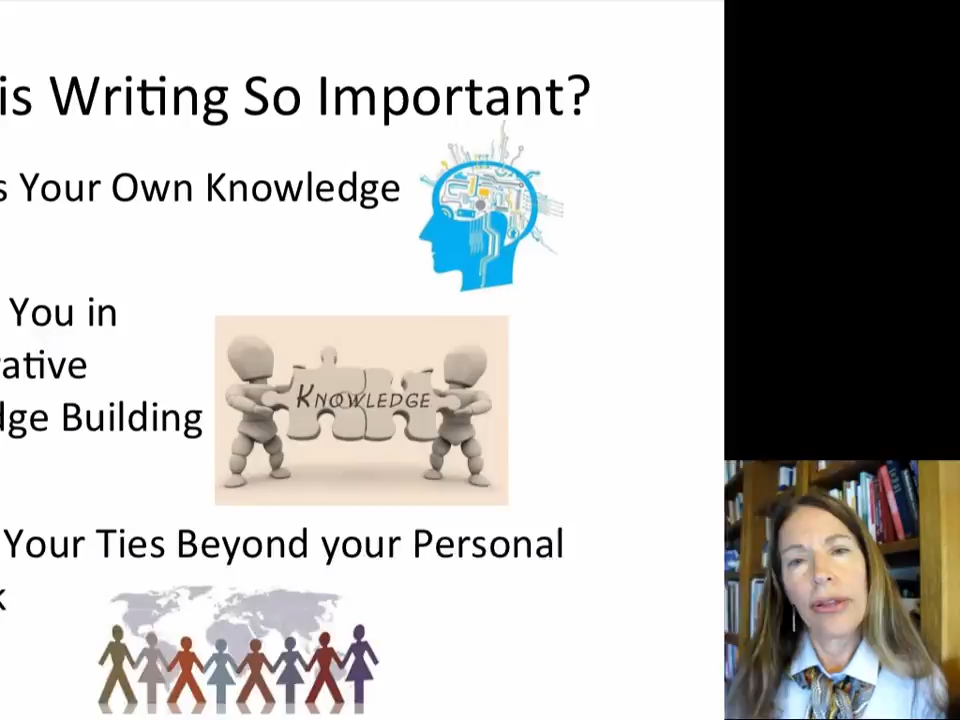 is Writing So Important?
s Your Own Knowledge
You in
rative
dge Building
KNOWLEDGE
Your Ties Beyond your Personal
k